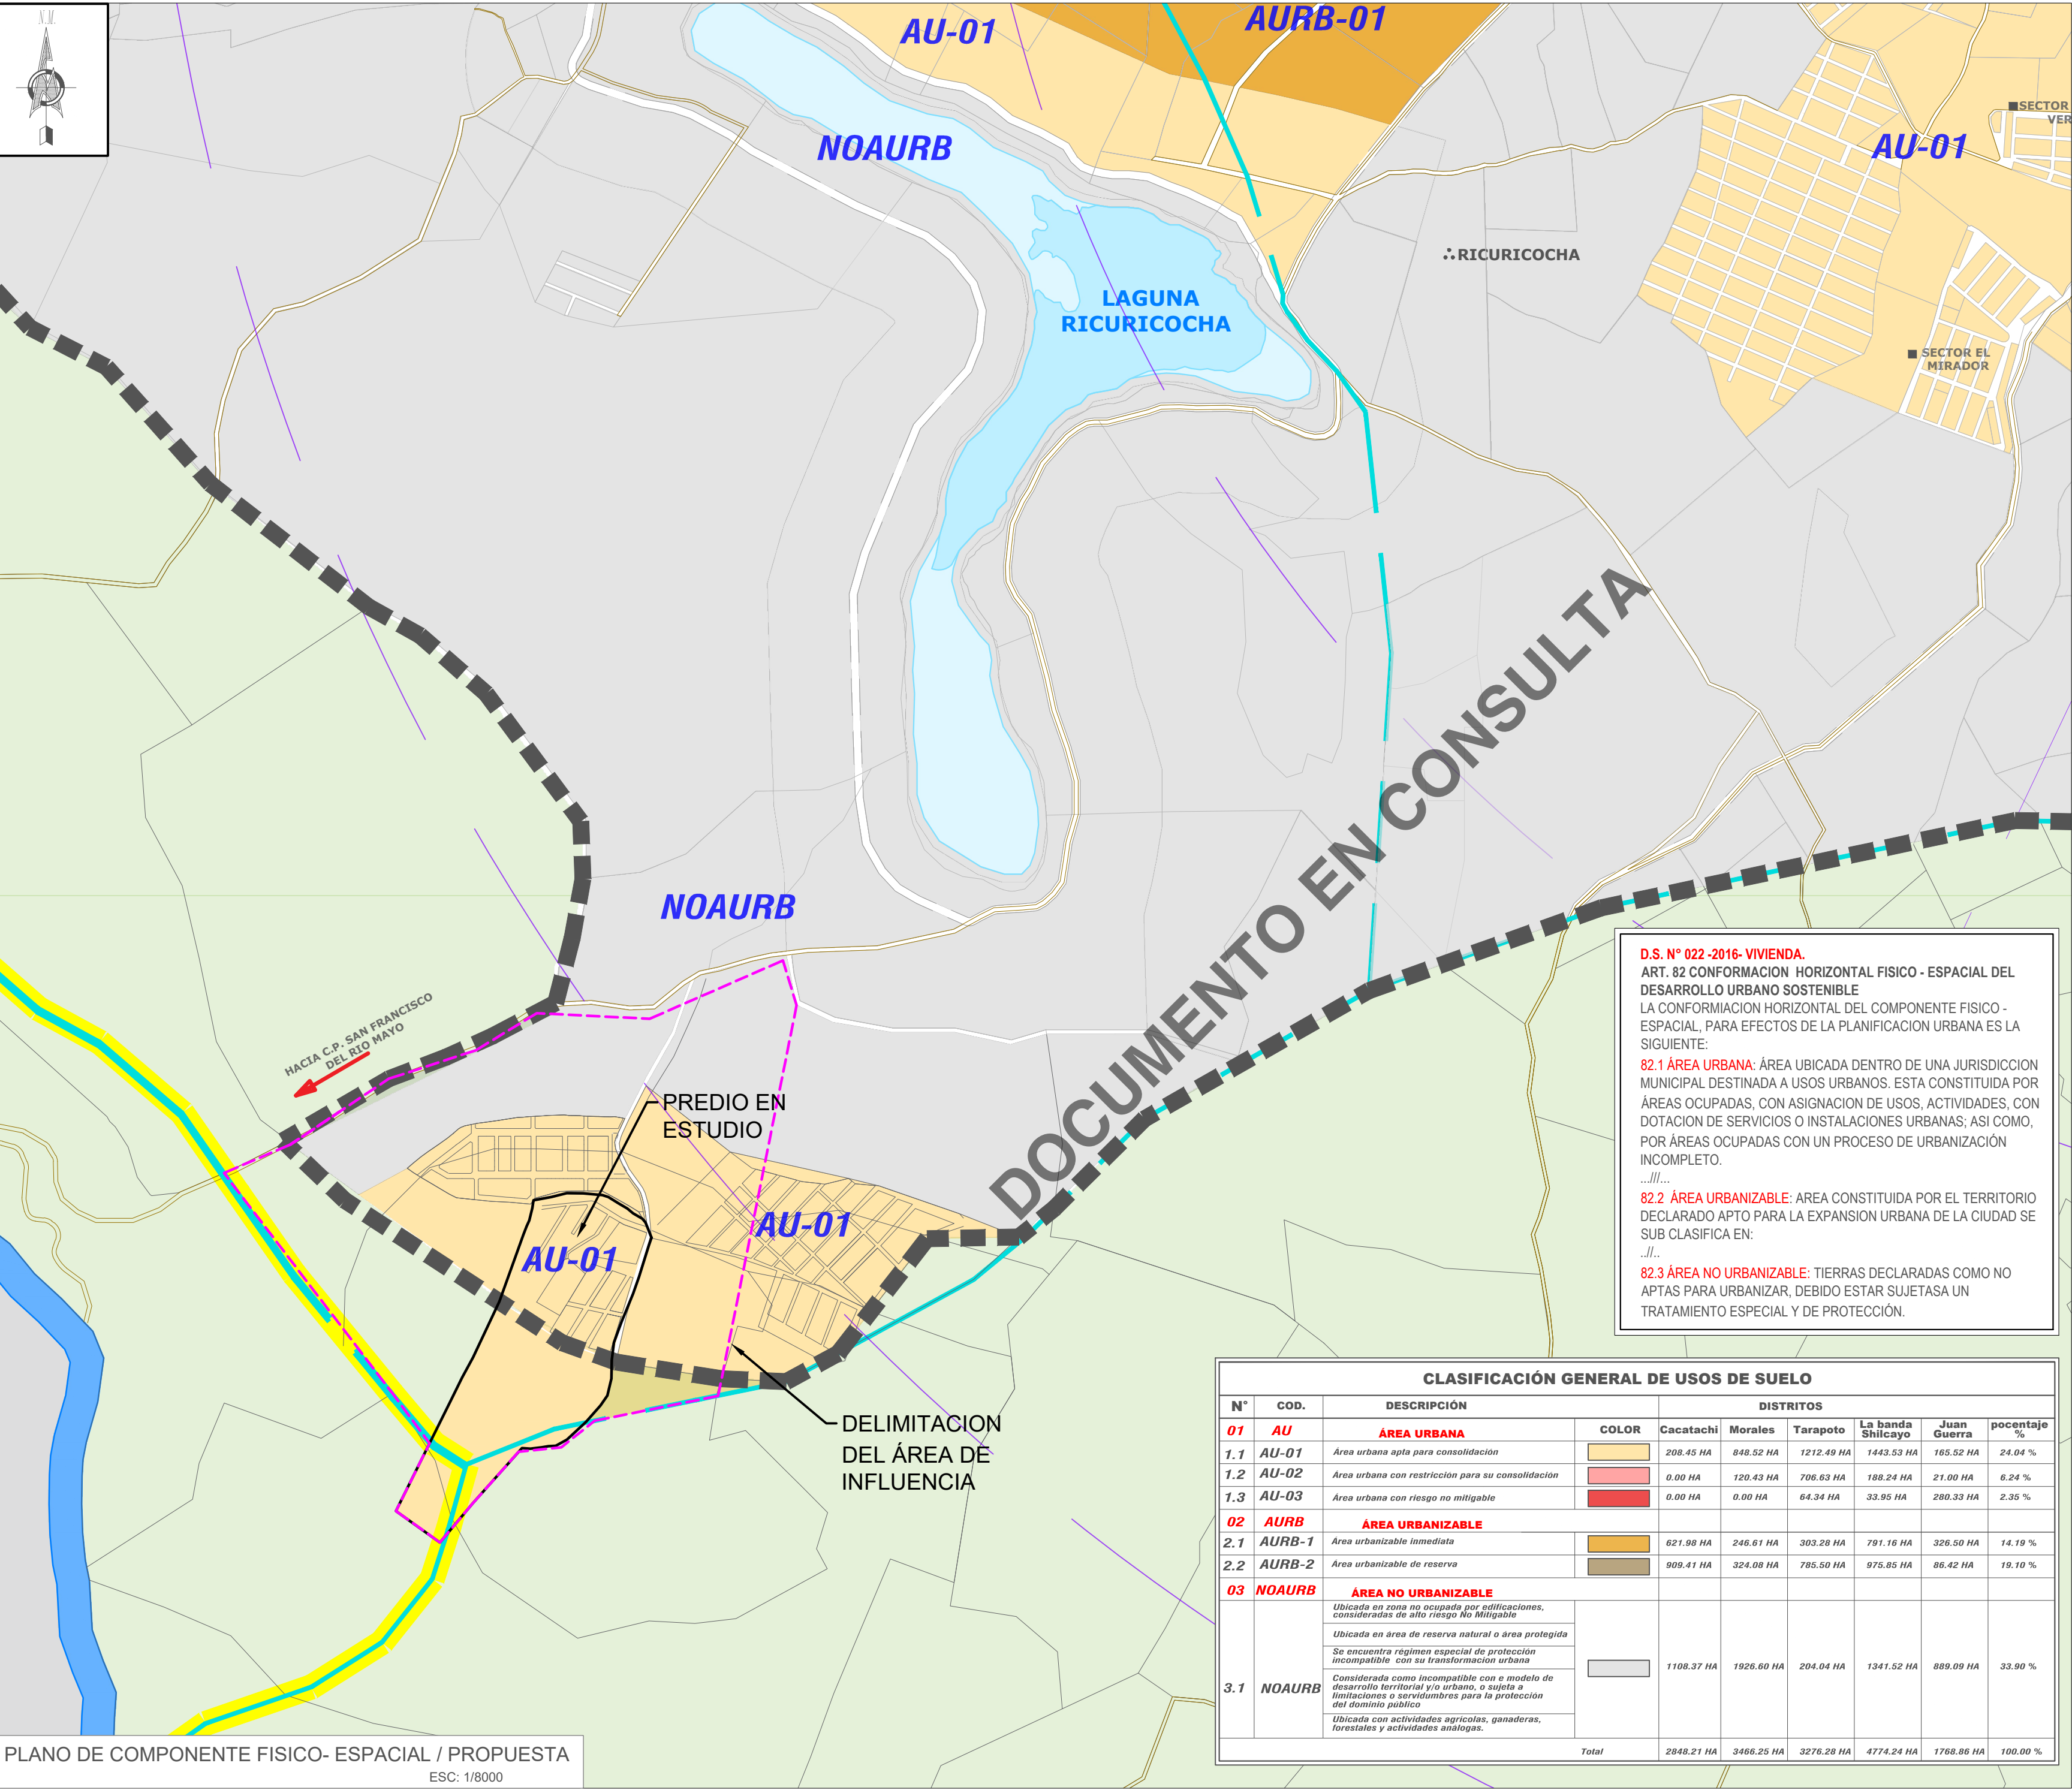 N.M.
AU-01
AURB-01
SECTOR
VER
AU-01
NOAURB
RICURICOCHA
LAGUNA
RICURICOCHA
SECTOR EL
MIRADOR
DOCUMENTO EN CONSULTA
NOAURB
HACIA C.P. SAN FRANCISCO
DEL RIO MAYO
PREDIO EN
ESTUDIO
AU-01
AU-01
DELIMITACION
DEL ÁREA DE
INFLUENCIA
D.S. N° 022 -2016- VIVIENDA.
ART. 82 CONFORMACION HORIZONTAL FISICO - ESPACIAL DEL
DESARROLLO URBANO SOSTENIBLE
LA CONFORMIACION HORIZONTAL DEL COMPONENTE FISICO -
ESPACIAL, PARA EFECTOS DE LA PLANIFICACION URBANA ES LA
SIGUIENTE:
82.1 ÁREA URBANA: ÁREA UBICADA DENTRO DE UNA JURISDICCION
MUNICIPAL DESTINADA A USOS URBANOS. ESTA CONSTITUIDA POR
ÁREAS OCUPADAS, CON ASIGNACION DE USOS, ACTIVIDADES, CON
DOTACION DE SERVICIOS O INSTALACIONES URBANAS; ASI COMO,
POR ÁREAS OCUPADAS CON UN PROCESO DE URBANIZACIÓN
INCOMPLETO.
...///...
82.2 ÁREA URBANIZABLE: AREA CONSTITUIDA POR EL TERRITORIO
DECLARADO APTO PARA LA EXPANSION URBANA DE LA CIUDAD SE
SUB CLASIFICA EN:
..//..
82.3 ÁREA NO URBANIZABLE: TIERRAS DECLARADAS COMO NO
APTAS PARA URBANIZAR, DEBIDO ESTAR SUJETASA UN
TRATAMIENTO ESPECIAL Y DE PROTECCIÓN.
CLASIFICACIÓN GENERAL DE USOS DE SUELO
N° COD. DESCRIPCIÓN DISTRITOS
01 AU ÁREA URBANA COLOR Cacatachi Morales Tarapoto La banda Shilcayo Juan Guerra pocentaje %
1.1 AU-01 Área urbana apta para consolidación 208.45 HA 848.52 HA 1212.49 HA 1443.53 HA 165.52 HA 24.04 %
1.2 AU-02 Área urbana con restricción para su consolidación 0.00 HA 120.43 HA 706.63 HA 188.24 HA 21.00 HA 6.24 %
1.3 AU-03 Área urbana con riesgo no mitigable 0.00 HA 0.00 HA 64.34 HA 33.95 HA 280.33 HA 2.35 %
02 AURB ÁREA URBANIZABLE
2.1 AURB-1 Área urbanizable inmediata 621.98 HA 246.61 HA 303.28 HA 791.16 HA 326.50 HA 14.19 %
2.2 AURB-2 Área urbanizable de reserva 909.41 HA 324.08 HA 785.50 HA 975.85 HA 86.42 HA 19.10 %
03 NOAURB ÁREA NO URBANIZABLE
Ubicada en zona no ocupada por edificaciones,
consideradas de alto riesgo No Mitigable
Ubicada en área de reserva natural o área protegida
Se encuentra régimen especial de protección
incompatible con su transformacion urbana
3.1 NOAURB 1108.37 HA 1926.60 HA 204.04 HA 1341.52 HA 889.09 HA 33.90 %
Considerada como incompatible con e modelo de
desarrollo territorial y/o urbano, o sujeta a
limitaciones o servidumbres para la protección
del dominio público
Ubicada con actividades agrícolas, ganaderas,
forestales y actividades análogas.
Total 2848.21 HA 3466.25 HA 3276.28 HA 4774.24 HA 1768.86 HA 100.00 %
PLANO DE COMPONENTE FISICO- ESPACIAL / PROPUESTA
ESC: 1/8000